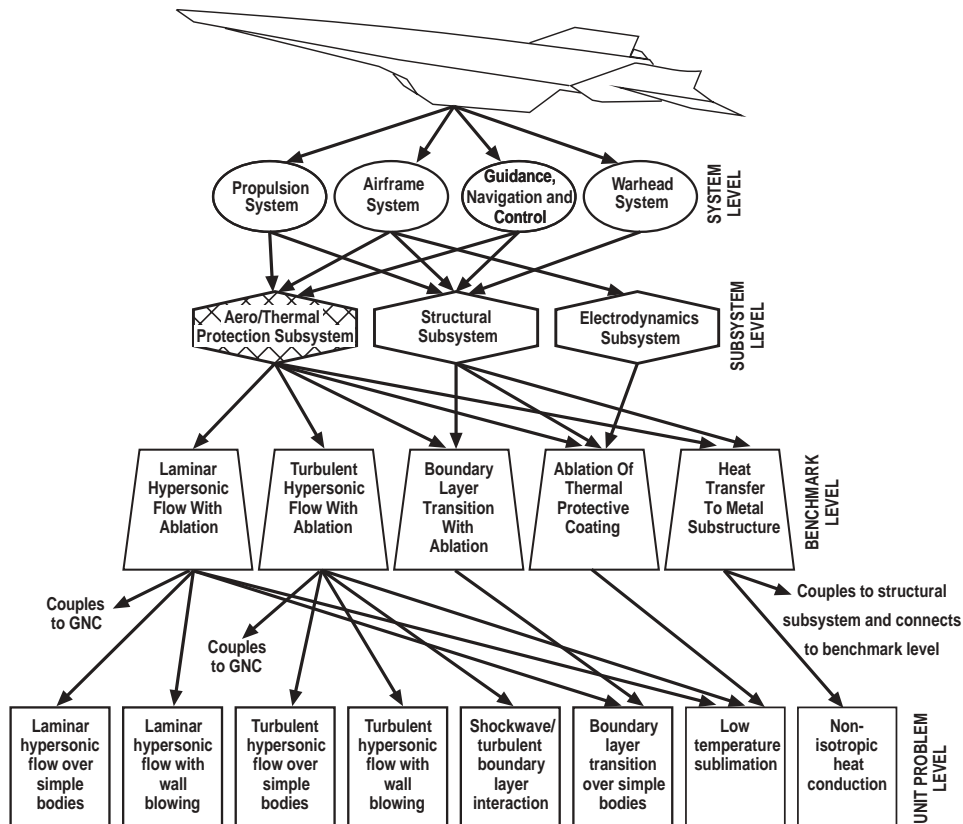 Propulsion
System
Airframe
System
Guidance,
Navigation and
Control
Warhead
System
SYSTEM
LEVEL
Aero/Thermal
Protection Subsystem
Structural
Subsystem
Electrodynamics
Subsystem
SUBSYSTEM
LEVEL
Laminar
Hypersonic
Flow With
Ablation
Turbulent
Hypersonic
Flow With
Ablation
Boundary
Layer
Transition
With
Ablation
Ablation Of
Thermal
Protective
Coating
Heat
Transfer
To Metal
Substructure
BENCHMARK
LEVEL
Couples
to GNC
Couples
to GNC
Couples to structural
subsystem and connects
to benchmark level
Laminar
hypersonic
flow over
simple
bodies
Laminar
hypersonic
flow with
wall
blowing
Turbulent
hypersonic
flow over
simple
bodies
Turbulent
hypersonic
flow with
wall
blowing
Shockwave/
turbulent
boundary
layer
interaction
Boundary
layer
transition
over simple
bodies
Low
temperature
sublimation
Non-
isotropic
heat
conduction
UNIT PROBLEM
LEVEL